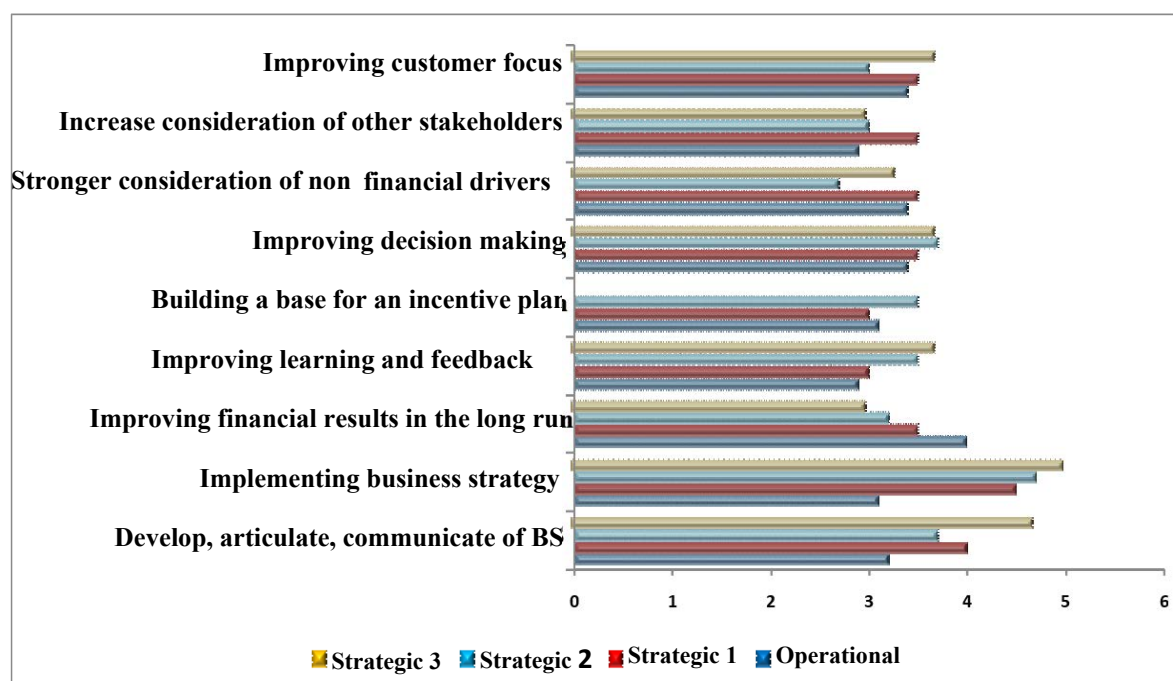 Improving customer focus
Increase consideration of other stakeholders
Stronger consideration of non financial drivers
Improving decision making,
Building a base for an incentive plan
Improving learning and feedback
Improving financial results in the long run
Implementing business strategy
Develop, articulate, communicate of BS
0 1 2 3 4 5 6
Strategic 3 Strategic 2 Strategic 1 Operational